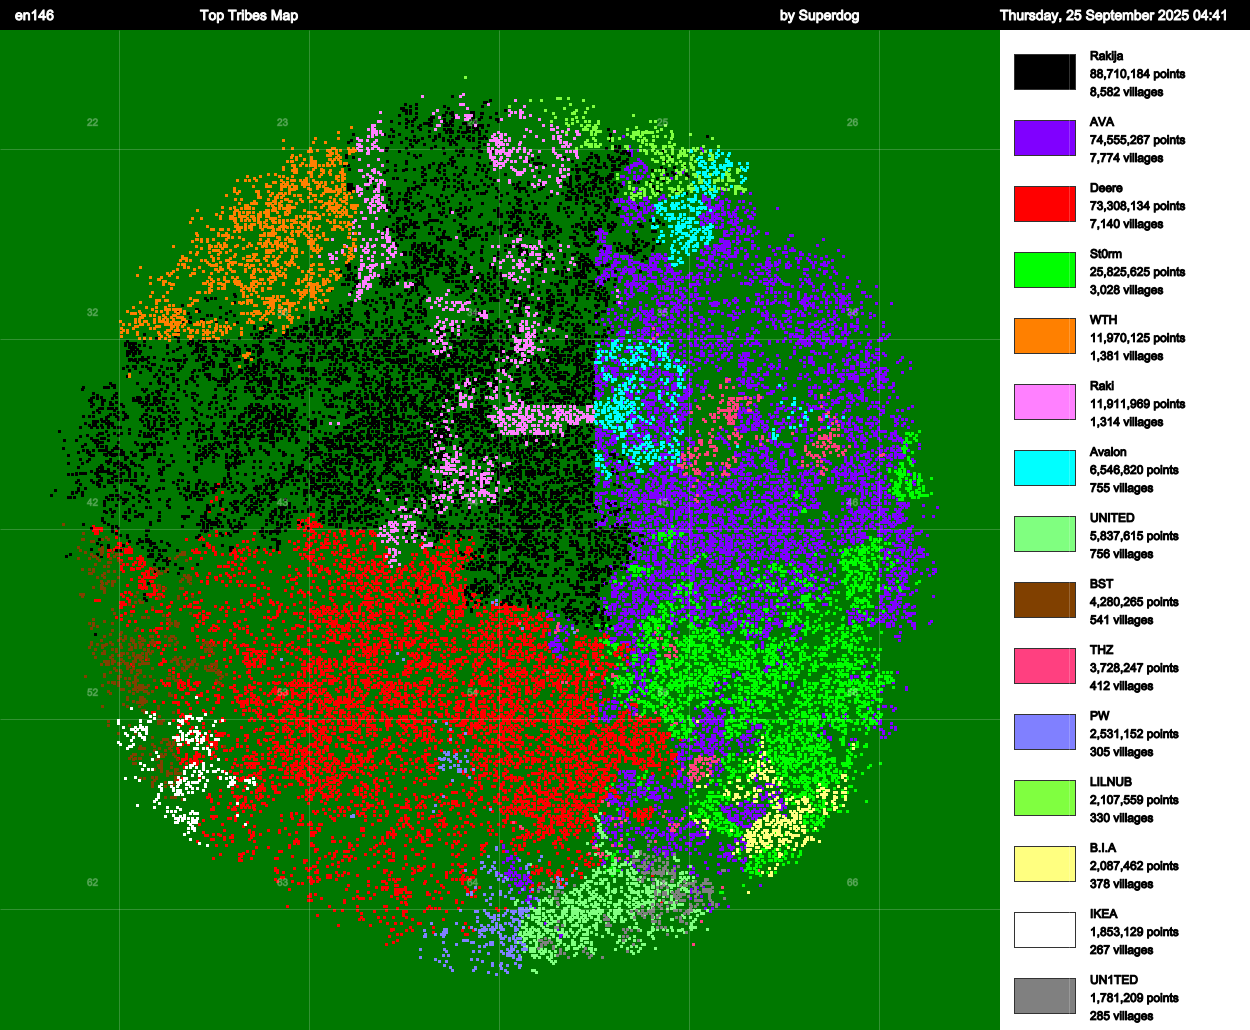 en146 Top Tribes Map by Superdog Thursday, 25 September 2025 04:41
Rakija
88,710,184 points
8,582 villages
AVA
74,555,267 points
7,774 villages
Deere
73,308,134 points
7,140 villages
St0rm
25,825,625 points
3,028 villages
WTH
11,970,125 points
1,381 villages
Raki
11,911,969 points
1,314 villages
Avalon
6,546,820 points
755 villages
UNITED
5,837,615 points
756 villages
BST
4,280,265 points
541 villages
THZ
3,728,247 points
412 villages
PW
2,531,152 points
305 villages
LILNUB
2,107,559 points
330 villages
B.I.A
2,087,462 points
378 villages
IKEA
1,853,129 points
267 villages
UN1TED
1,781,209 points
285 villages
22 23 25 26
32 35 36
42 43 45 46
52 53 54
62 63 64 66